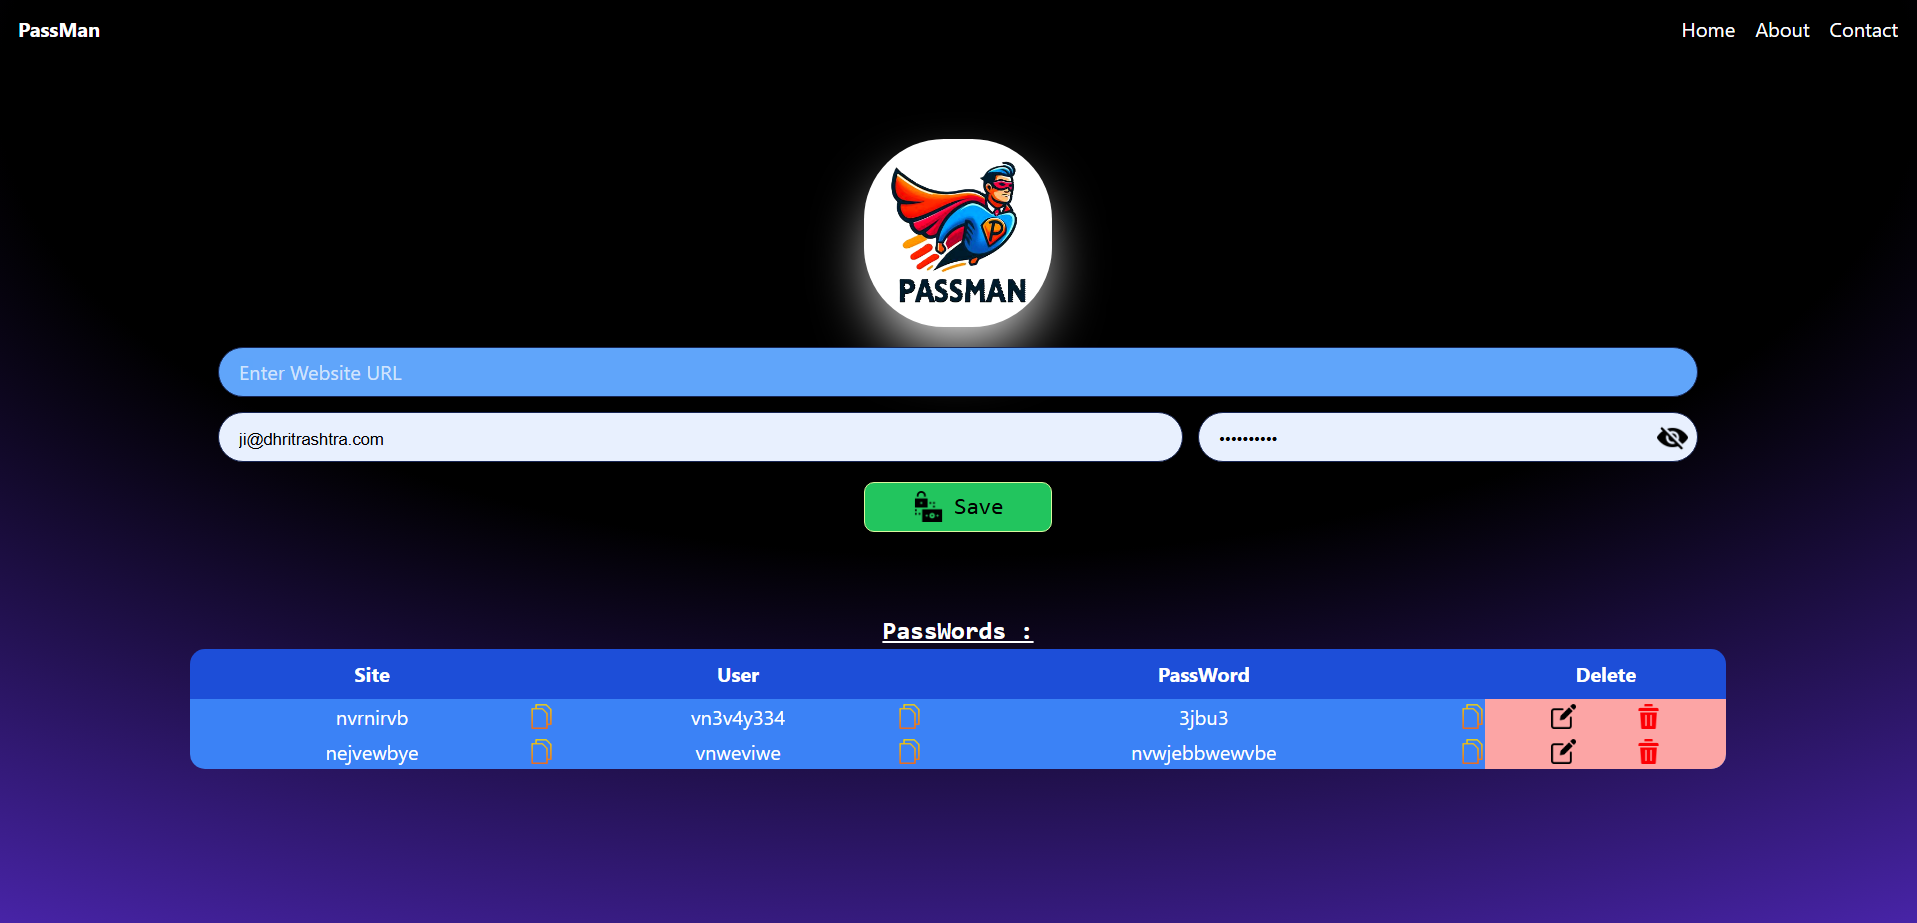 PassMan Home About Contact
P
PASSMAN
Enter Website URL
ji@dhritrashtra.com ••••••••••
Save
PassWords :
Site User PassWord Delete
nvrnirvb vn3v4y334 3jbu3
nejvewbye vnweviwe nvwjebbwewvbe